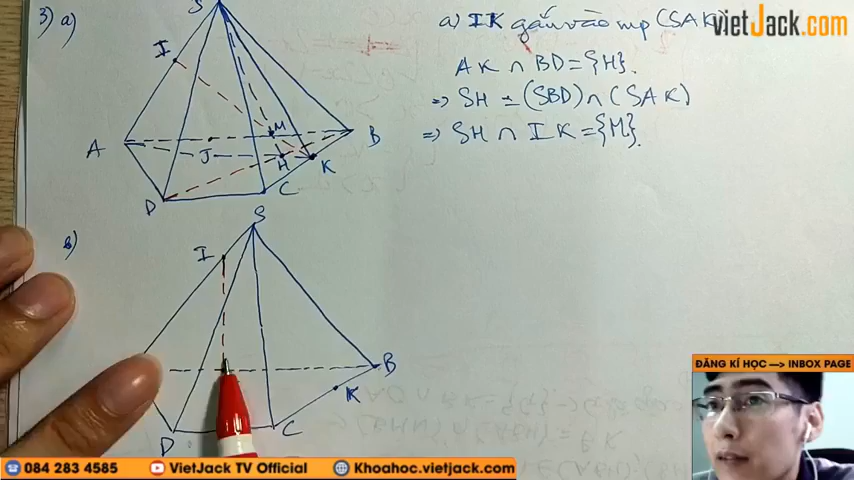 3) a)
S
I
A
M
B
J
H
K
D
C
a) IK gắn vào mp (SAK)
AK ∩ BD = {H}.
=> SH = (SBD) ∩ (SAK)
=> SH ∩ IK = {M}.
vietJack.com
b)
S
I
B
K
D
C
ĐĂNG KÍ HỌC —> INBOX PAGE
084 283 4585
VietJack TV Official
Khoahoc.vietjack.com